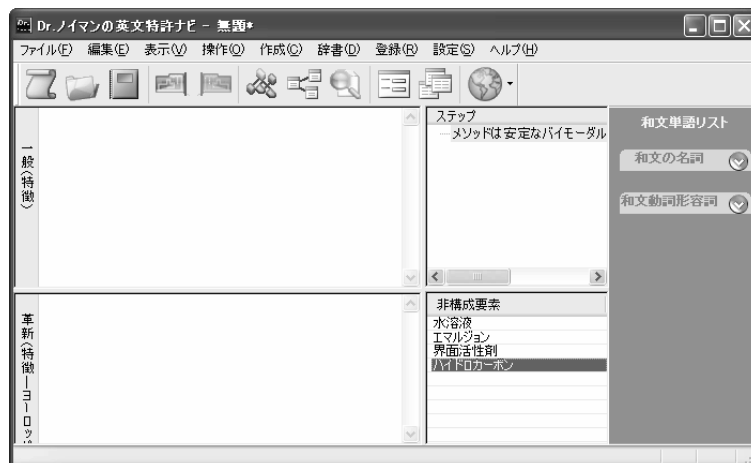 Dr.ノイマンの英文特許ナビ - 無題*
ファイル(F) 編集(E) 表示(V) 操作(O) 作成(C) 辞書(D) 登録(R) 設定(S) ヘルプ(H)
一般(特徴)
ステップ
メソッドは安定なバイモーダル
和文単語リスト
和文の名詞
和文動詞形容詞
革新(特徴―ヨーロッパ
非構成要素
水溶液
エマルジョン
界面活性剤
ハイドロカーボン